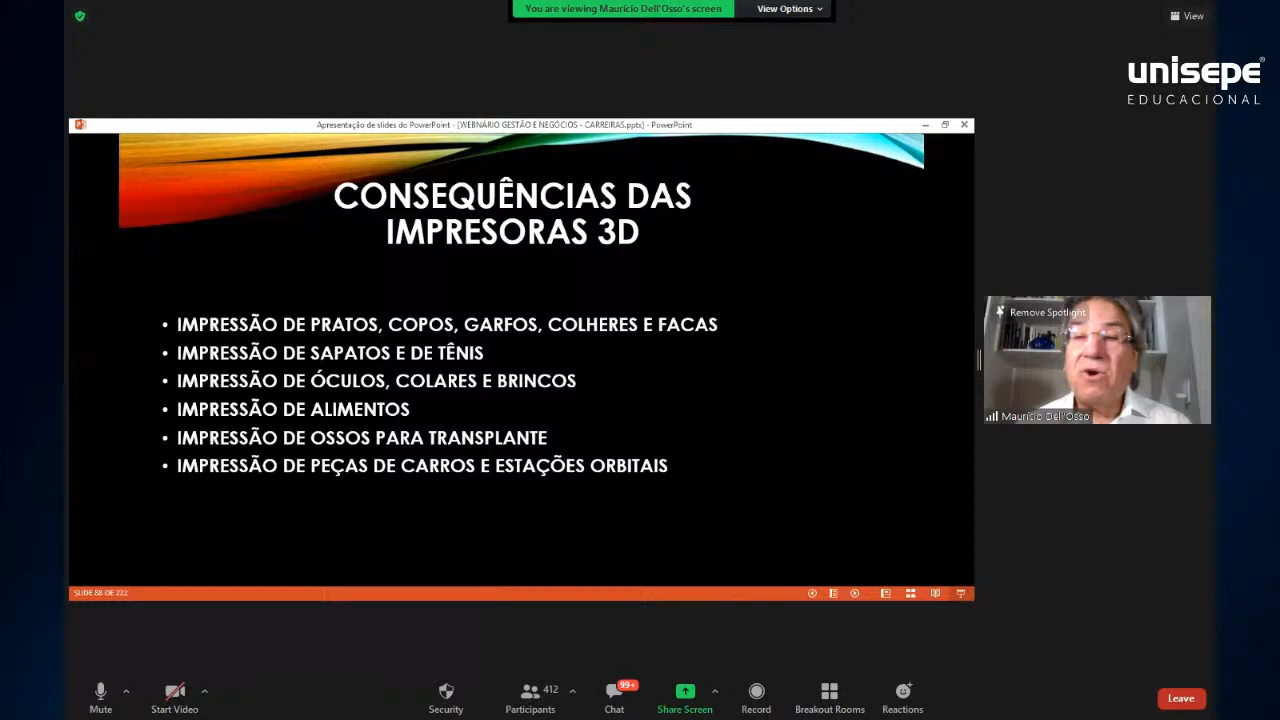 You are viewing Maurício Dell'Osso's screen
View Options
View
unisepe
EDUCACIONAL
Apresentação de slides do PowerPoint - [WEBNÁRIO GESTÃO E NEGÓCIOS - CARREIRAS.pptx] - PowerPoint
CONSEQUÊNCIAS DAS
IMPRESORAS 3D
• IMPRESSÃO DE PRATOS, COPOS, GARFOS, COLHERES E FACAS
• IMPRESSÃO DE SAPATOS E DE TÊNIS
• IMPRESSÃO DE ÓCULOS, COLARES E BRINCOS
• IMPRESSÃO DE ALIMENTOS
• IMPRESSÃO DE OSSOS PARA TRANSPLANTE
• IMPRESSÃO DE PEÇAS DE CARROS E ESTAÇÕES ORBITAIS
Remove Spotlight
Maurício Dell'Osso
SLIDE 88 DE 222
Mute
Start Video
Security
412
Participants
99+
Chat
Share Screen
Record
Breakout Rooms
Reactions
Leave